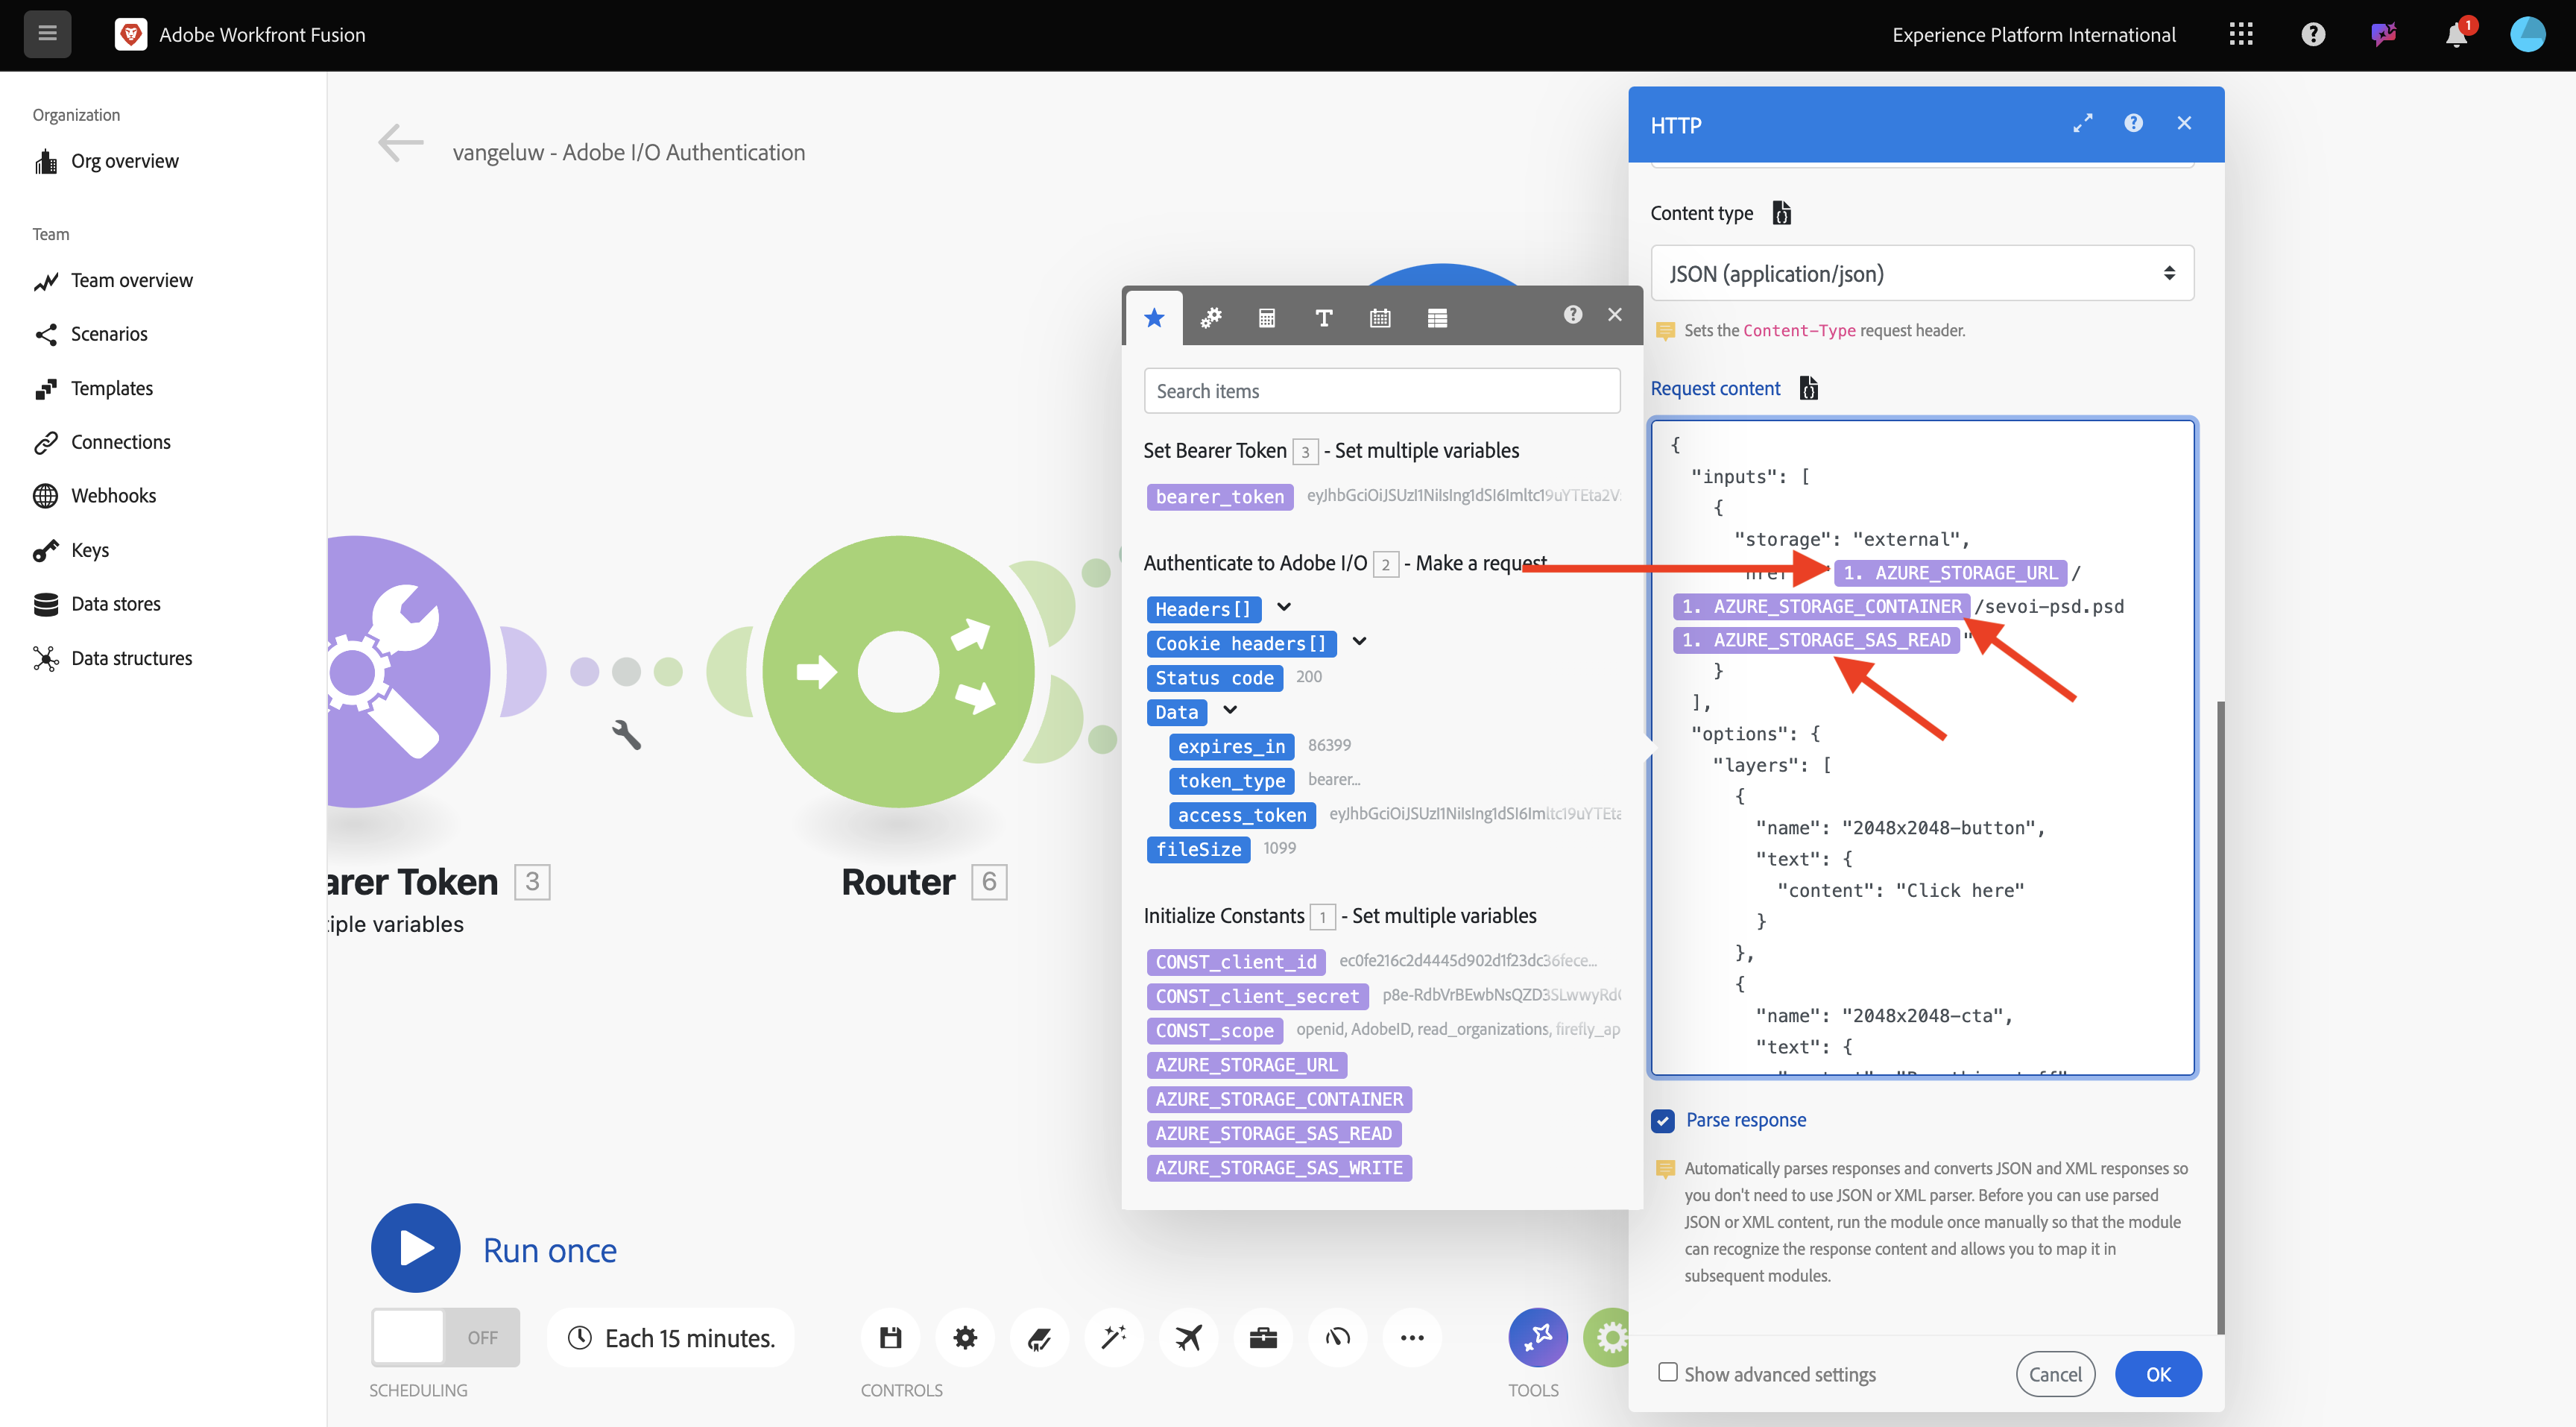 Adobe Workfront Fusion
Experience Platform International
1
Organization
Org overview
Team
Team overview
Scenarios
Templates
Connections
Webhooks
Keys
Data stores
Data structures
vangeluw - Adobe I/O Authentication
arer Token 3
tiple variables
Router 6
Run once
OFF
Each 15 minutes.
SCHEDULING
CONTROLS
TOOLS
Search items
Set Bearer Token 3 - Set multiple variables
bearer_token
Authenticate to Adobe I/O 2 - Make a request
Headers[]
Cookie headers[]
Status code 200
Data
expires_in 86399
token_type bearer...
access_token
fileSize 1099
Initialize Constants 1 - Set multiple variables
CONST_client_id
CONST_client_secret
CONST_scope openid, AdobeID, read_organizations, firefly_ap
AZURE_STORAGE_URL
AZURE_STORAGE_CONTAINER
AZURE_STORAGE_SAS_READ
AZURE_STORAGE_SAS_WRITE
HTTP
Content type
JSON (application/json)
Sets the Content-Type request header.
Request content
{
"inputs": [
{
"storage": "external",
1. AZURE_STORAGE_URL /
1. AZURE_STORAGE_CONTAINER /sevoi-psd.psd
1. AZURE_STORAGE_SAS_READ "
}
],
"options": {
"layers": [
{
"name": "2048x2048-button",
"text": {
"content": "Click here"
}
},
{
"name": "2048x2048-cta",
"text": {
Parse response
Automatically parses responses and converts JSON and XML responses so
you don't need to use JSON or XML parser. Before you can use parsed
JSON or XML content, run the module once manually so that the module
can recognize the response content and allows you to map it in
subsequent modules.
Show advanced settings
Cancel
OK